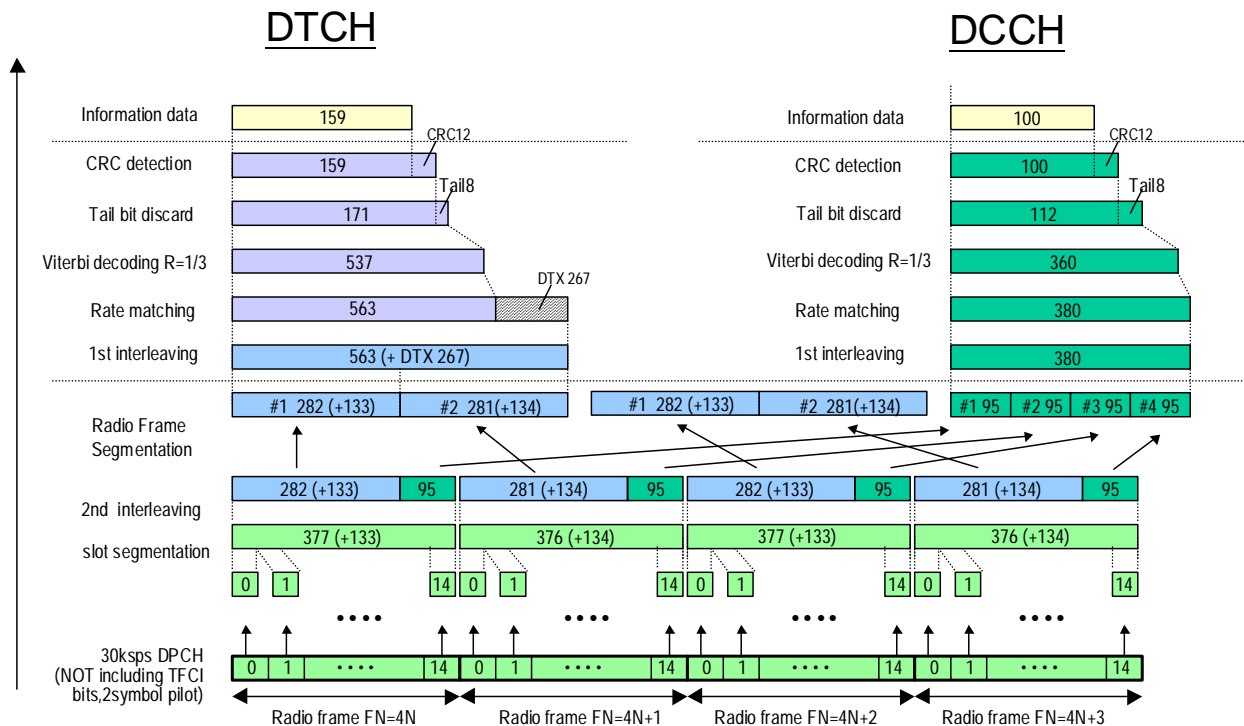 DTCH DCCH
Information data 159 Information data 100
CRC12 CRC12
CRC detection 159 CRC detection 100
Tail8 Tail8
Tail bit discard 171 Tail bit discard 112
Viterbi decoding R=1/3 537 Viterbi decoding R=1/3 360
DTX 267
Rate matching 563 Rate matching 380
1st interleaving 563 (+ DTX 267) 1st interleaving 380
#1 282 (+133) #2 281(+134) #1 282 (+133) #2 281(+134) #1 95 #2 95 #3 95 #4 95
Radio Frame
Segmentation
282 (+133) 95 281 (+134) 95 282 (+133) 95 281 (+134) 95
2nd interleaving
377 (+133) 376 (+134) 377 (+133) 376 (+134)
slot segmentation
0 1 14 0 1 14 0 1 14 0 1 14
•••• •••• •••• ••••
30ksps DPCH
(NOT including TFCI
bits,2symbol pilot)
0 1 •••• 14 0 1 •••• 14 0 1 •••• 14 0 1 •••• 14
Radio frame FN=4N Radio frame FN=4N+1 Radio frame FN=4N+2 Radio frame FN=4N+3